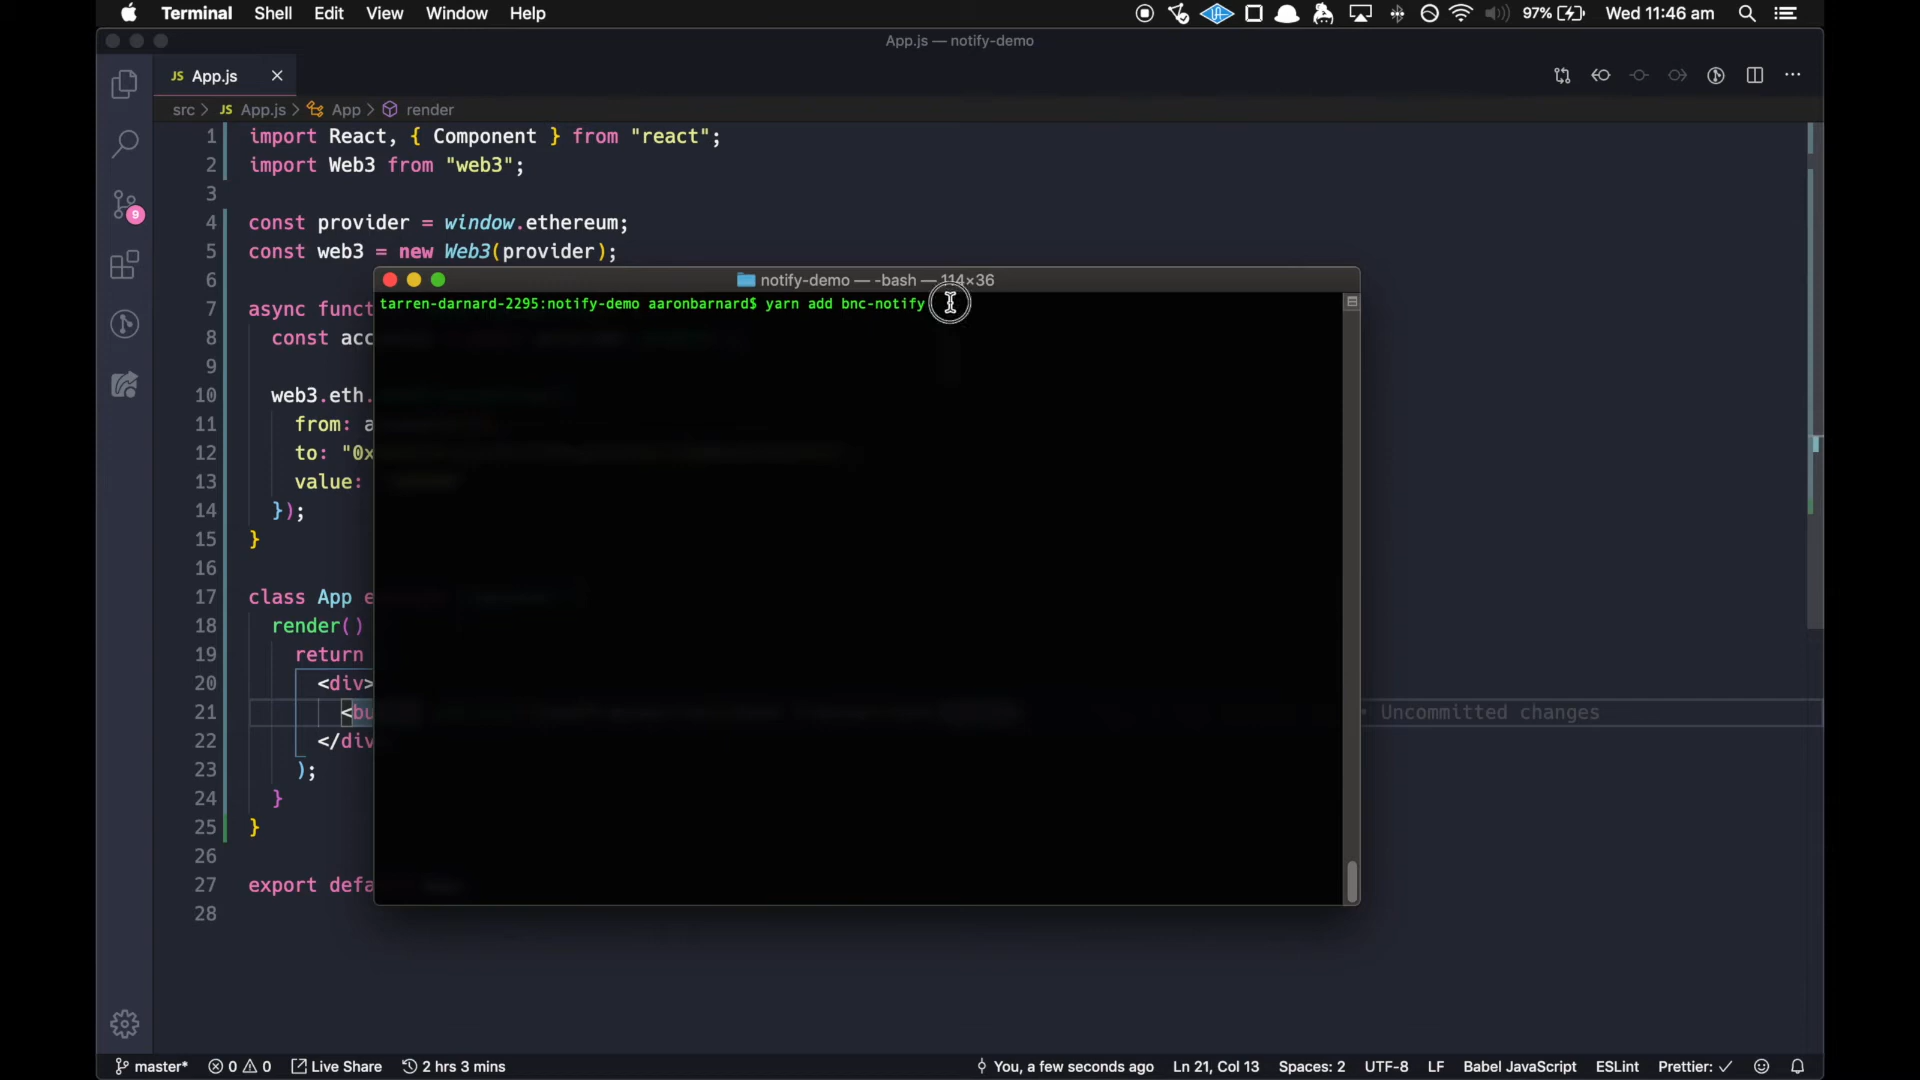 Terminal Shell Edit View Window Help 97% Wed 11:46 am
App.js — notify-demo
JS App.js
src > JS App.js > App > render
1 import React, { Component } from "react";
2 import Web3 from "web3";
3
4 const provider = window.ethereum;
5 const web3 = new Web3(provider);
6
notify-demo — -bash — 114×36
tarren-darnard-2295:notify-demo aaronbarnard$ yarn add bnc-notify
7 async funct
8 const acc
9
10 web3.eth.
11 from: a
12 to: "0x
13 value:
14 });
15 }
16
17 class App e
18 render()
19 return
20 <div>
21 <bu • Uncommitted changes
22 </div
23 );
24 }
25 }
26
27 export defa
28
9
master* 0 0 Live Share 2 hrs 3 mins You, a few seconds ago Ln 21, Col 13 Spaces: 2 UTF-8 LF Babel JavaScript ESLint Prettier: ✓